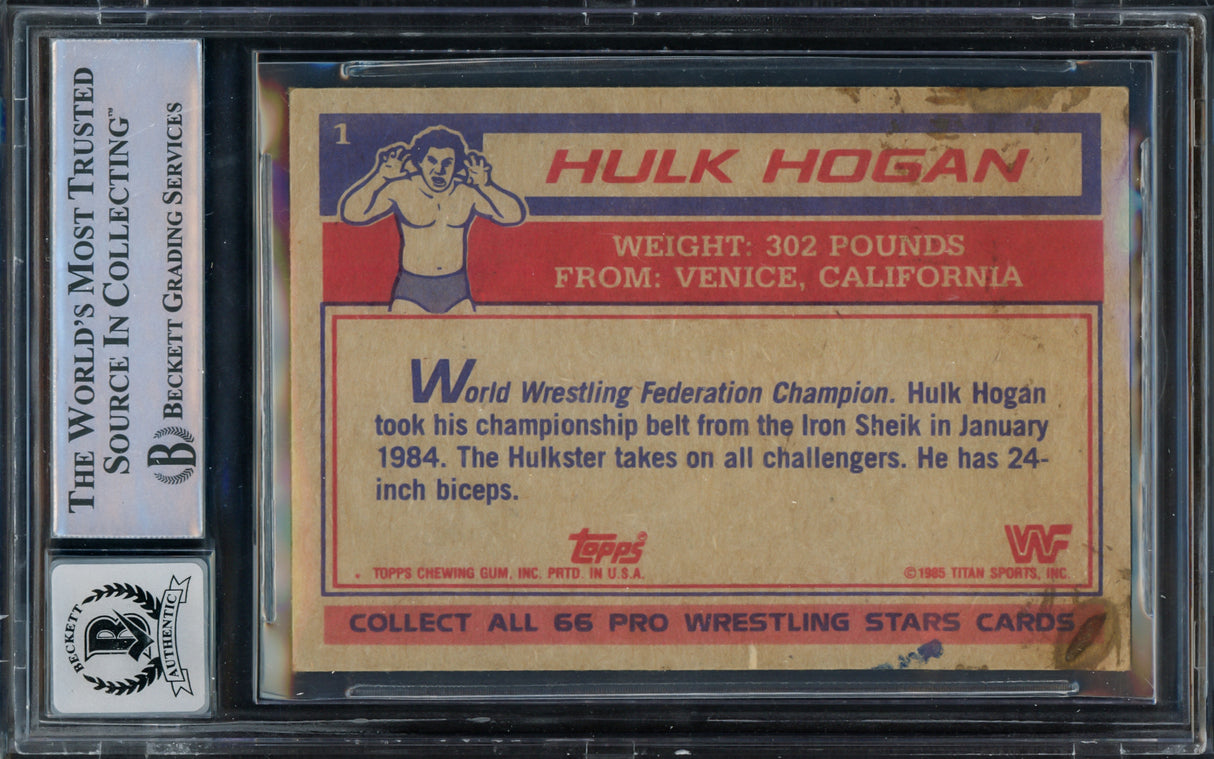 THE WORLD'S MOST TRUSTED
SOURCE IN COLLECTING™
BECKETT GRADING SERVICES
B
BECKETT
B
AUTHENTIC
1
HULK HOGAN
WEIGHT: 302 POUNDS
FROM: VENICE, CALIFORNIA
World Wrestling Federation Champion. Hulk Hogan
took his championship belt from the Iron Sheik in January
1984. The Hulkster takes on all challengers. He has 24-
inch biceps.
topps©
WF
TOPPS CHEWING GUM, INC. PRTD. IN U.S.A.
©1985 TITAN SPORTS, INC.
COLLECT ALL 66 PRO WRESTLING STARS CARDS